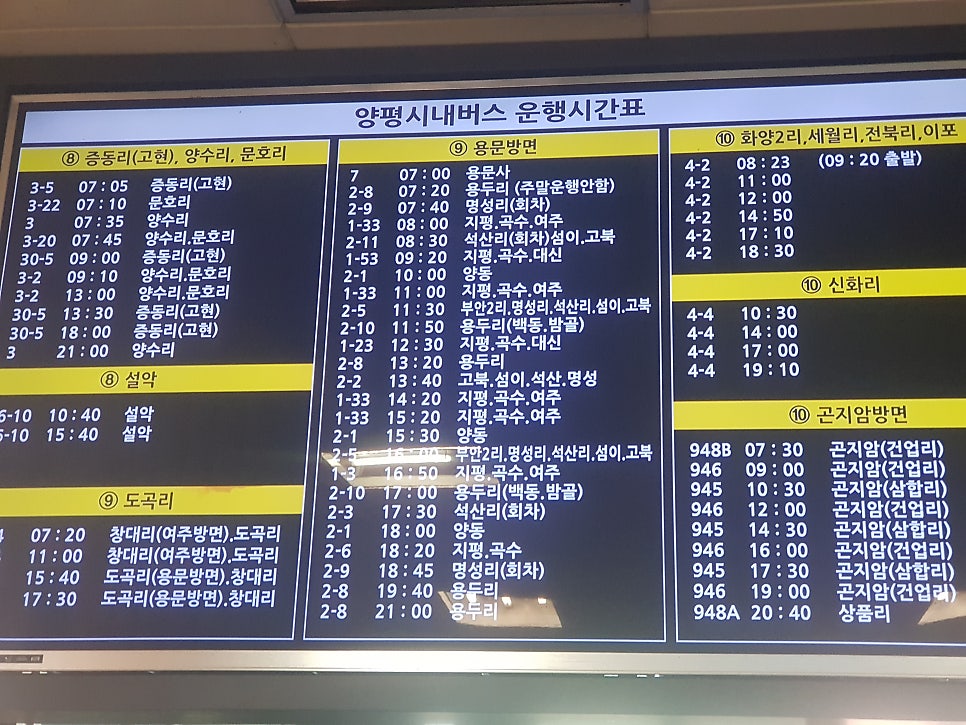 양평시내버스 운행시간표
⑧ 증동리(고현), 양수리, 문호리
3-5 07:05 증동리(고현)
3-22 07:10 문호리
3 07:35 양수리
3-20 07:45 양수리.문호리
30-5 09:00 증동리(고현)
3-2 09:10 양수리.문호리
3-2 13:00 양수리.문호리
30-5 13:30 증동리(고현)
30-5 18:00 증동리(고현)
3 21:00 양수리
⑧ 설악
6-10 10:40 설악
6-10 15:40 설악
⑨ 도곡리
07:20 창대리(여주방면).도곡리
11:00 창대리(여주방면).도곡리
15:40 도곡리(용문방면).창대리
17:30 도곡리(용문방면).창대리
⑨ 용문방면
7 07:00 용문사
2-8 07:20 용두리 (주말운행안함)
2-9 07:40 명성리(회차)
1-33 08:00 지평.곡수.여주
2-11 08:30 석산리(회차)섬이.고북
1-53 09:20 지평.곡수.대신
2-1 10:00 양동
1-33 11:00 지평.곡수.여주
2-5 11:30 부안2리.명성리.석산리.섬이.고북
2-10 11:50 용두리(백동.밤골)
1-23 12:30 지평.곡수.대신
2-8 13:20 용두리
2-2 13:40 고북.섬이.석산.명성
1-33 14:20 지평.곡수.여주
1-33 15:20 지평.곡수.여주
2-1 15:30 양동
2-5 16:00 부안2리.명성리.석산리.섬이.고북
1-3 16:50 지평.곡수.여주
2-10 17:00 용두리(백동.밤골)
2-3 17:30 석산리(회차)
2-1 18:00 양동
2-6 18:20 지평.곡수
2-9 18:45 명성리(회차)
2-8 19:40 용두리
2-8 21:00 용두리
⑩ 화양2리,세월리,전북리,이포
4-2 08:23 (09:20 출발)
4-2 11:00
4-2 12:00
4-2 14:50
4-2 17:10
4-2 18:30
⑩ 신화리
4-4 10:30
4-4 14:00
4-4 17:00
4-4 19:10
⑩ 곤지암방면
948B 07:30 곤지암(건업리)
946 09:00 곤지암(건업리)
945 10:30 곤지암(삼합리)
946 12:00 곤지암(건업리)
945 14:30 곤지암(삼합리)
946 16:00 곤지암(건업리)
945 17:30 곤지암(삼합리)
946 19:00 곤지암(건업리)
948A 20:40 상품리